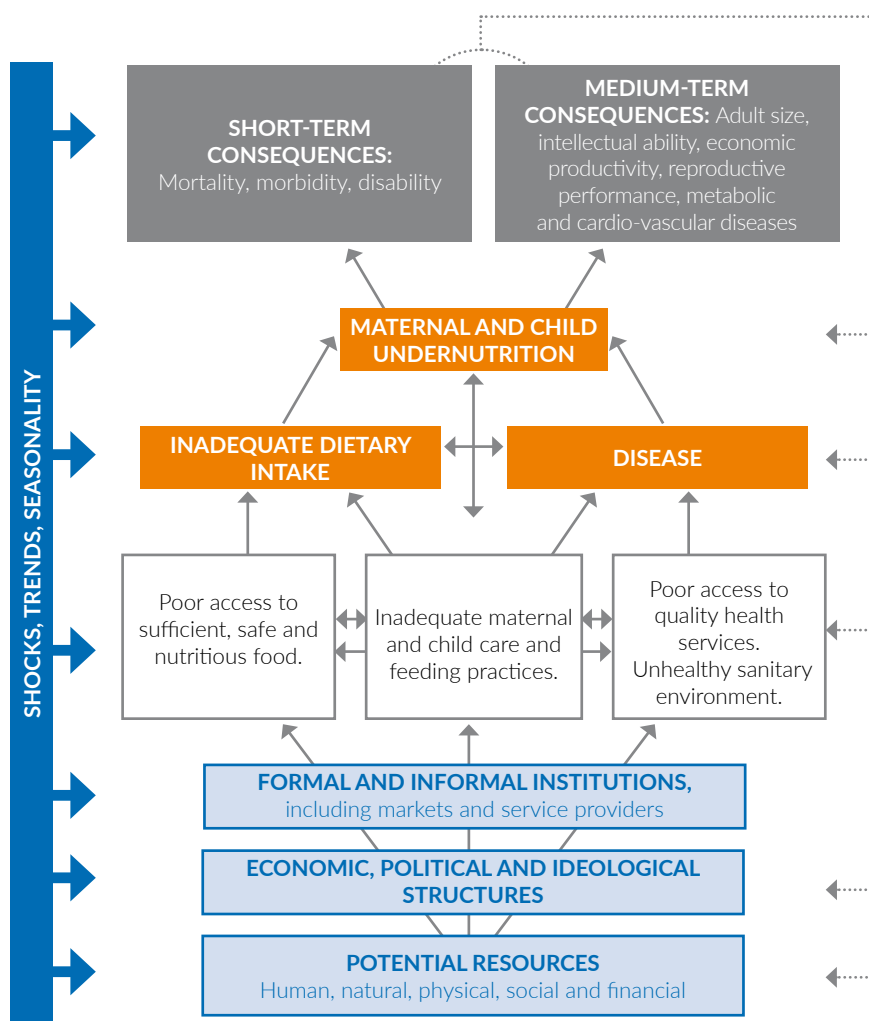 SHOCKS, TRENDS, SEASONALITY
SHORT-TERM
CONSEQUENCES:
Mortality, morbidity, disability
MEDIUM-TERM
CONSEQUENCES: Adult size,
intellectual ability, economic
productivity, reproductive
performance, metabolic
and cardio-vascular diseases
MATERNAL AND CHILD
UNDERNUTRITION
INADEQUATE DIETARY
INTAKE
DISEASE
Poor access to
sufficient, safe and
nutritious food.
Inadequate maternal
and child care and
feeding practices.
Poor access to
quality health
services.
Unhealthy sanitary
environment.
FORMAL AND INFORMAL INSTITUTIONS,
including markets and service providers
ECONOMIC, POLITICAL AND IDEOLOGICAL
STRUCTURES
POTENTIAL RESOURCES
Human, natural, physical, social and financial